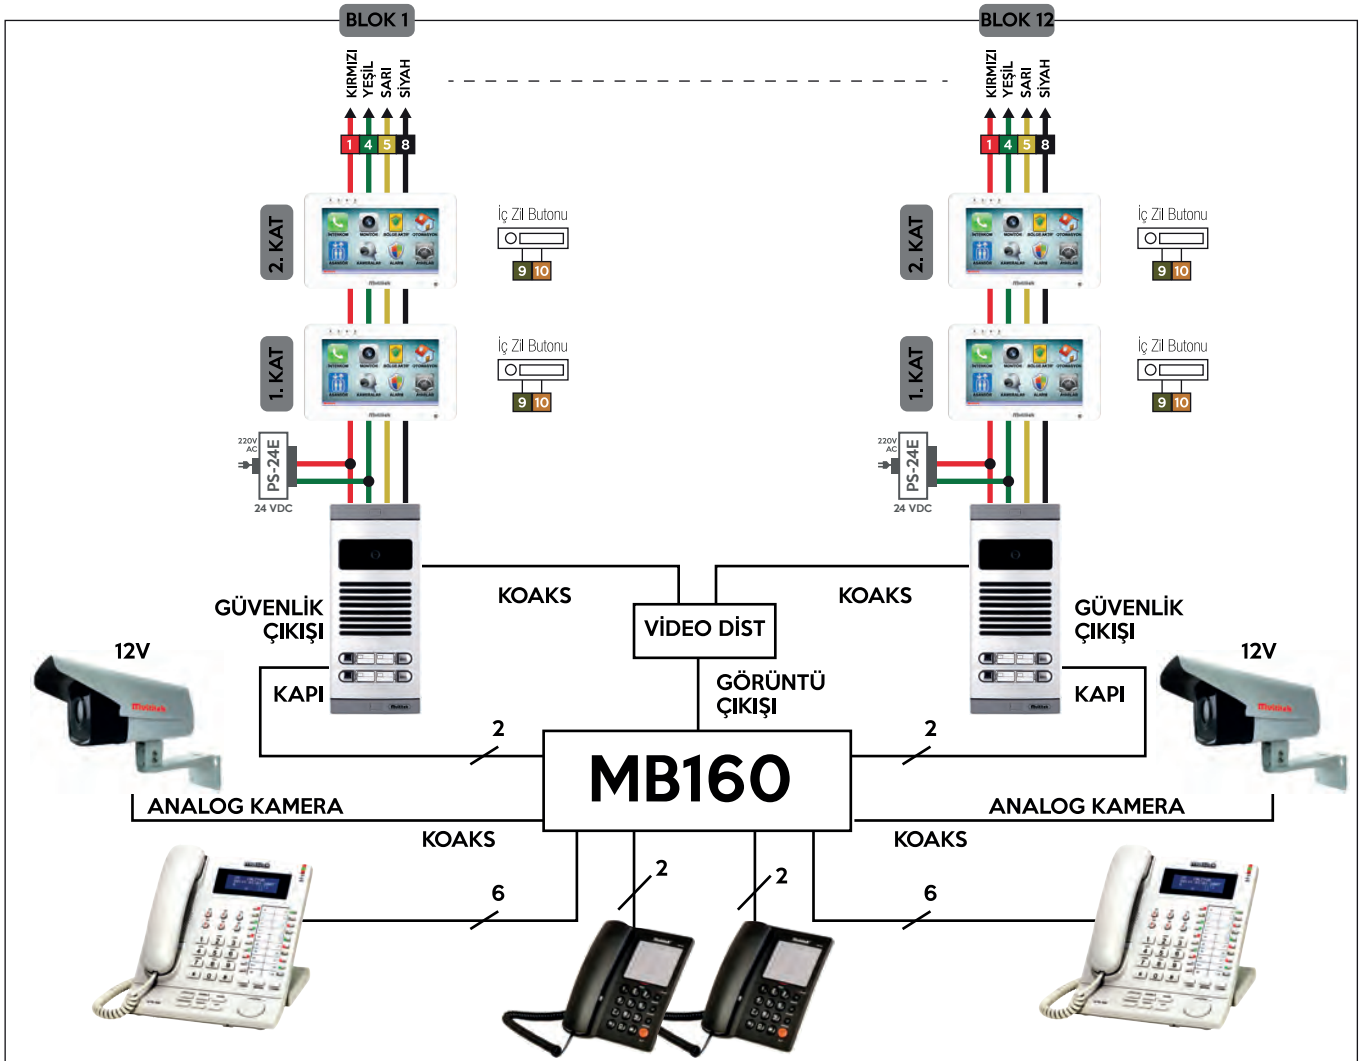 BLOK 1
BLOK 12
KIRMIZI
YEŞİL
SARI
SİYAH
KIRMIZI
YEŞİL
SARI
SİYAH
1 4 5 8
1 4 5 8
2. KAT
İç Zil Butonu
9 10
2. KAT
İç Zil Butonu
9 10
1. KAT
İç Zil Butonu
9 10
1. KAT
İç Zil Butonu
9 10
220V
AC
PS-24E
24 VDC
220V
AC
PS-24E
24 VDC
KOAKS
KOAKS
GÜVENLİK
ÇIKIŞI
VİDEO DİST
GÜVENLİK
ÇIKIŞI
12V
12V
KAPI
GÖRÜNTÜ
ÇIKIŞI
KAPI
Multitek
Multitek
2
2
MB160
ANALOG KAMERA
ANALOG KAMERA
KOAKS
KOAKS
2
2
6
6